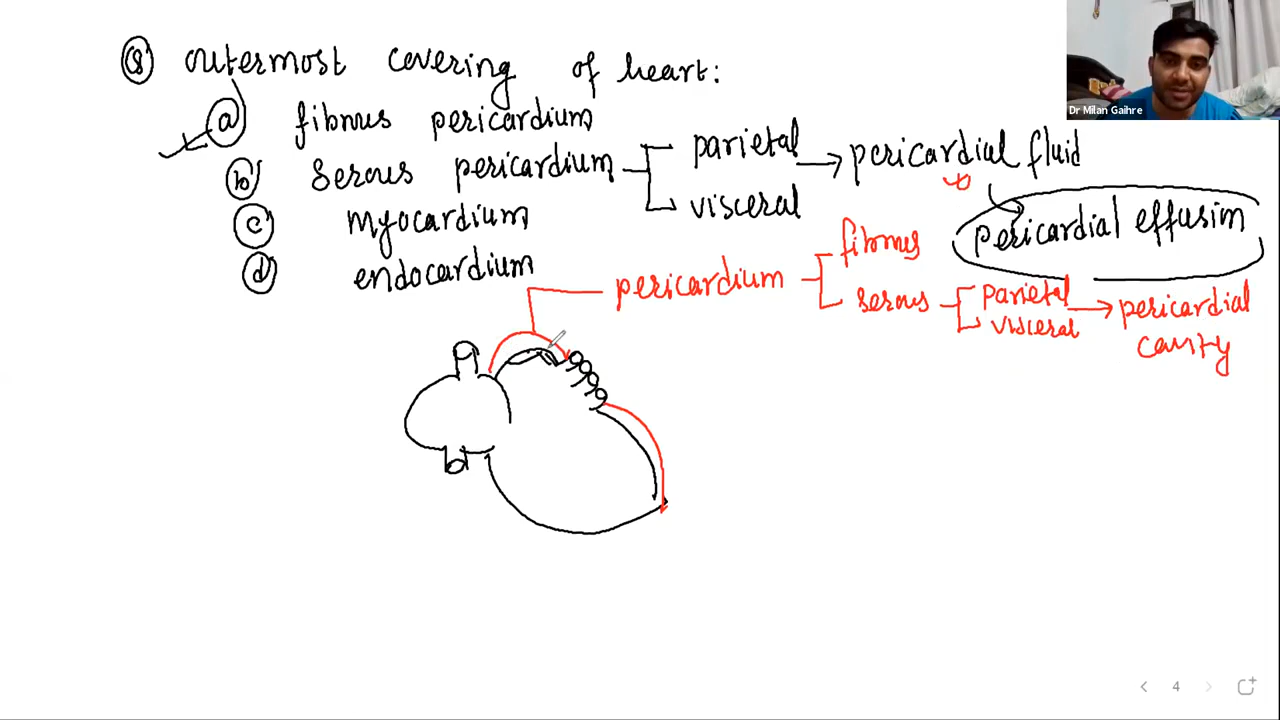 Q outermost covering of heart:
Dr Milan Gaihre
a) fibrous pericardium
b) serous pericardium
parietal
visceral
pericardial fluid
c) myocardium
d) endocardium
pericardial effusion
pericardium
fibrous
serous
parietal
visceral
pericardial
cavity
4